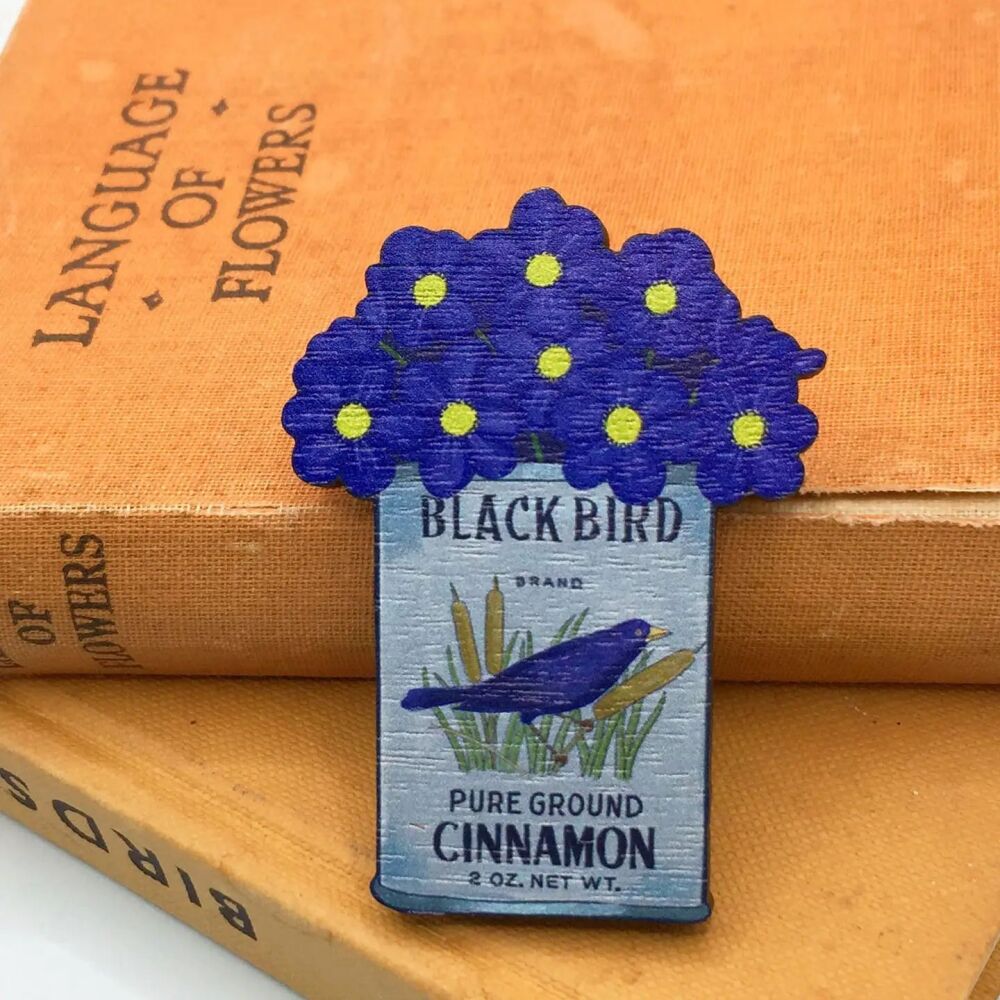 LANGUAGE
OF
FLOWERS
OF
FLOWERS
BIRDS
BLACK BIRD
BRAND
PURE GROUND
CINNAMON
2 OZ. NET WT.